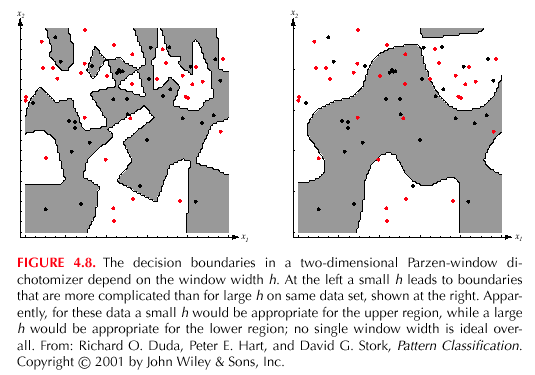 x2
x2
x1
x1
FIGURE 4.8. The decision boundaries in a two-dimensional Parzen-window di-
chotomizer depend on the window width h. At the left a small h leads to boundaries
that are more complicated than for large h on same data set, shown at the right. Appar-
ently, for these data a small h would be appropriate for the upper region, while a large
h would be appropriate for the lower region; no single window width is ideal over-
all. From: Richard O. Duda, Peter E. Hart, and David G. Stork, Pattern Classification.
Copyright © 2001 by John Wiley & Sons, Inc.